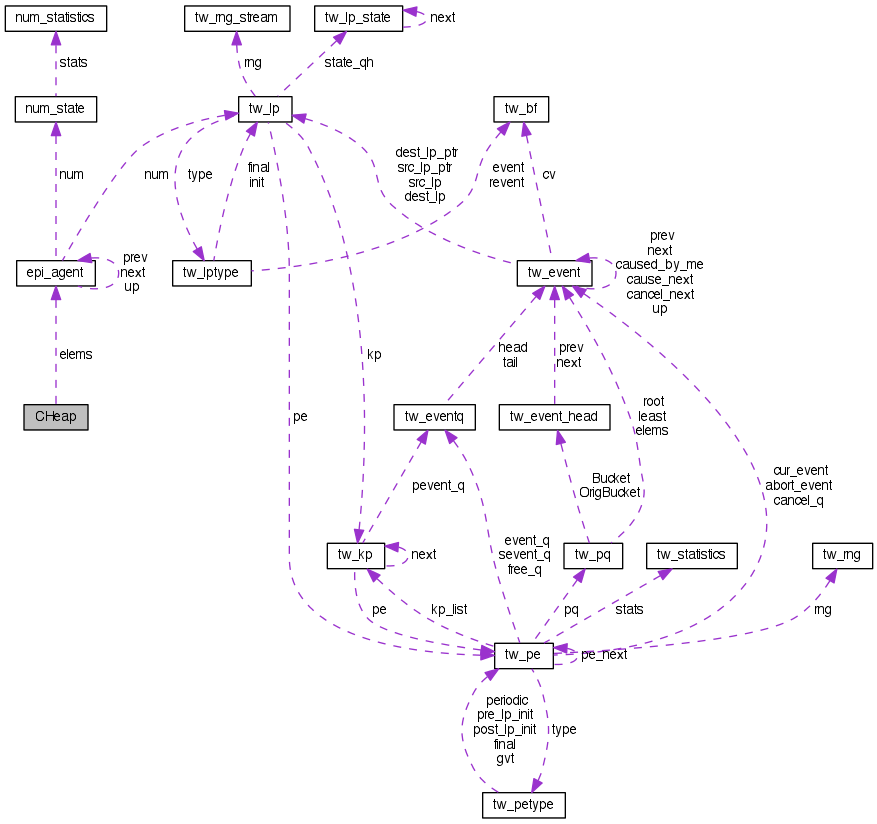 num_statistics
tw_rng_stream
tw_lp_state
next
stats
rng
state_qh
num_state
tw_lp
tw_bf
num
num
type
final
init
dest_lp_ptr
src_lp_ptr
src_lp
dest_lp
event
revent
cv
epi_agent
prev
next
up
tw_lptype
tw_event
prev
next
caused_by_me
cause_next
cancel_next
up
elems
kp
head
tail
prev
next
CHeap
pe
tw_eventq
tw_event_head
root
least
elems
pevent_q
Bucket
OrigBucket
cur_event
abort_event
cancel_q
tw_kp
next
event_q
sevent_q
free_q
tw_pq
tw_statistics
tw_rng
pe
kp_list
pq
stats
rng
tw_pe
pe_next
periodic
pre_lp_init
post_lp_init
final
gvt
type
tw_petype